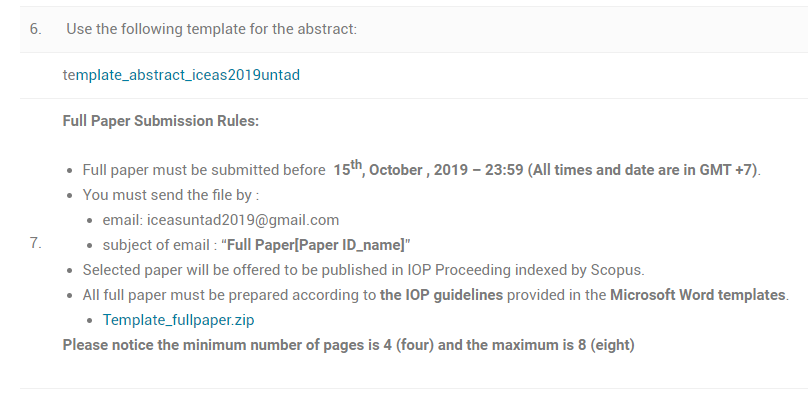 6. Use the following template for the abstract:
template_abstract_iceas2019untad
Full Paper Submission Rules:
• Full paper must be submitted before 15th, October , 2019 – 23:59 (All times and date are in GMT +7).
• You must send the file by :
• email: iceasuntad2019@gmail.com
• subject of email : “Full Paper[Paper ID_name]”
7.
• Selected paper will be offered to be published in IOP Proceeding indexed by Scopus.
• All full paper must be prepared according to the IOP guidelines provided in the Microsoft Word templates.
• Template_fullpaper.zip
Please notice the minimum number of pages is 4 (four) and the maximum is 8 (eight)